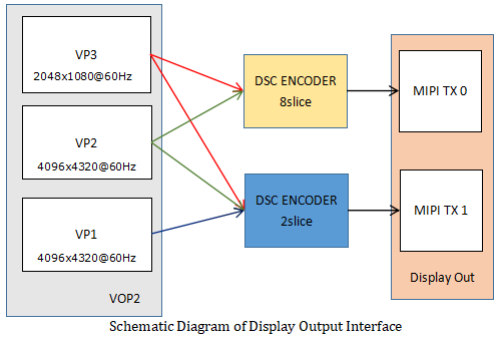 VP3
2048x1080@60Hz
VP2
4096x4320@60Hz
VP1
4096x4320@60Hz
VOP2
DSC ENCODER
8slice
DSC ENCODER
2slice
MIPI TX 0
MIPI TX 1
Display Out
Schematic Diagram of Display Output Interface